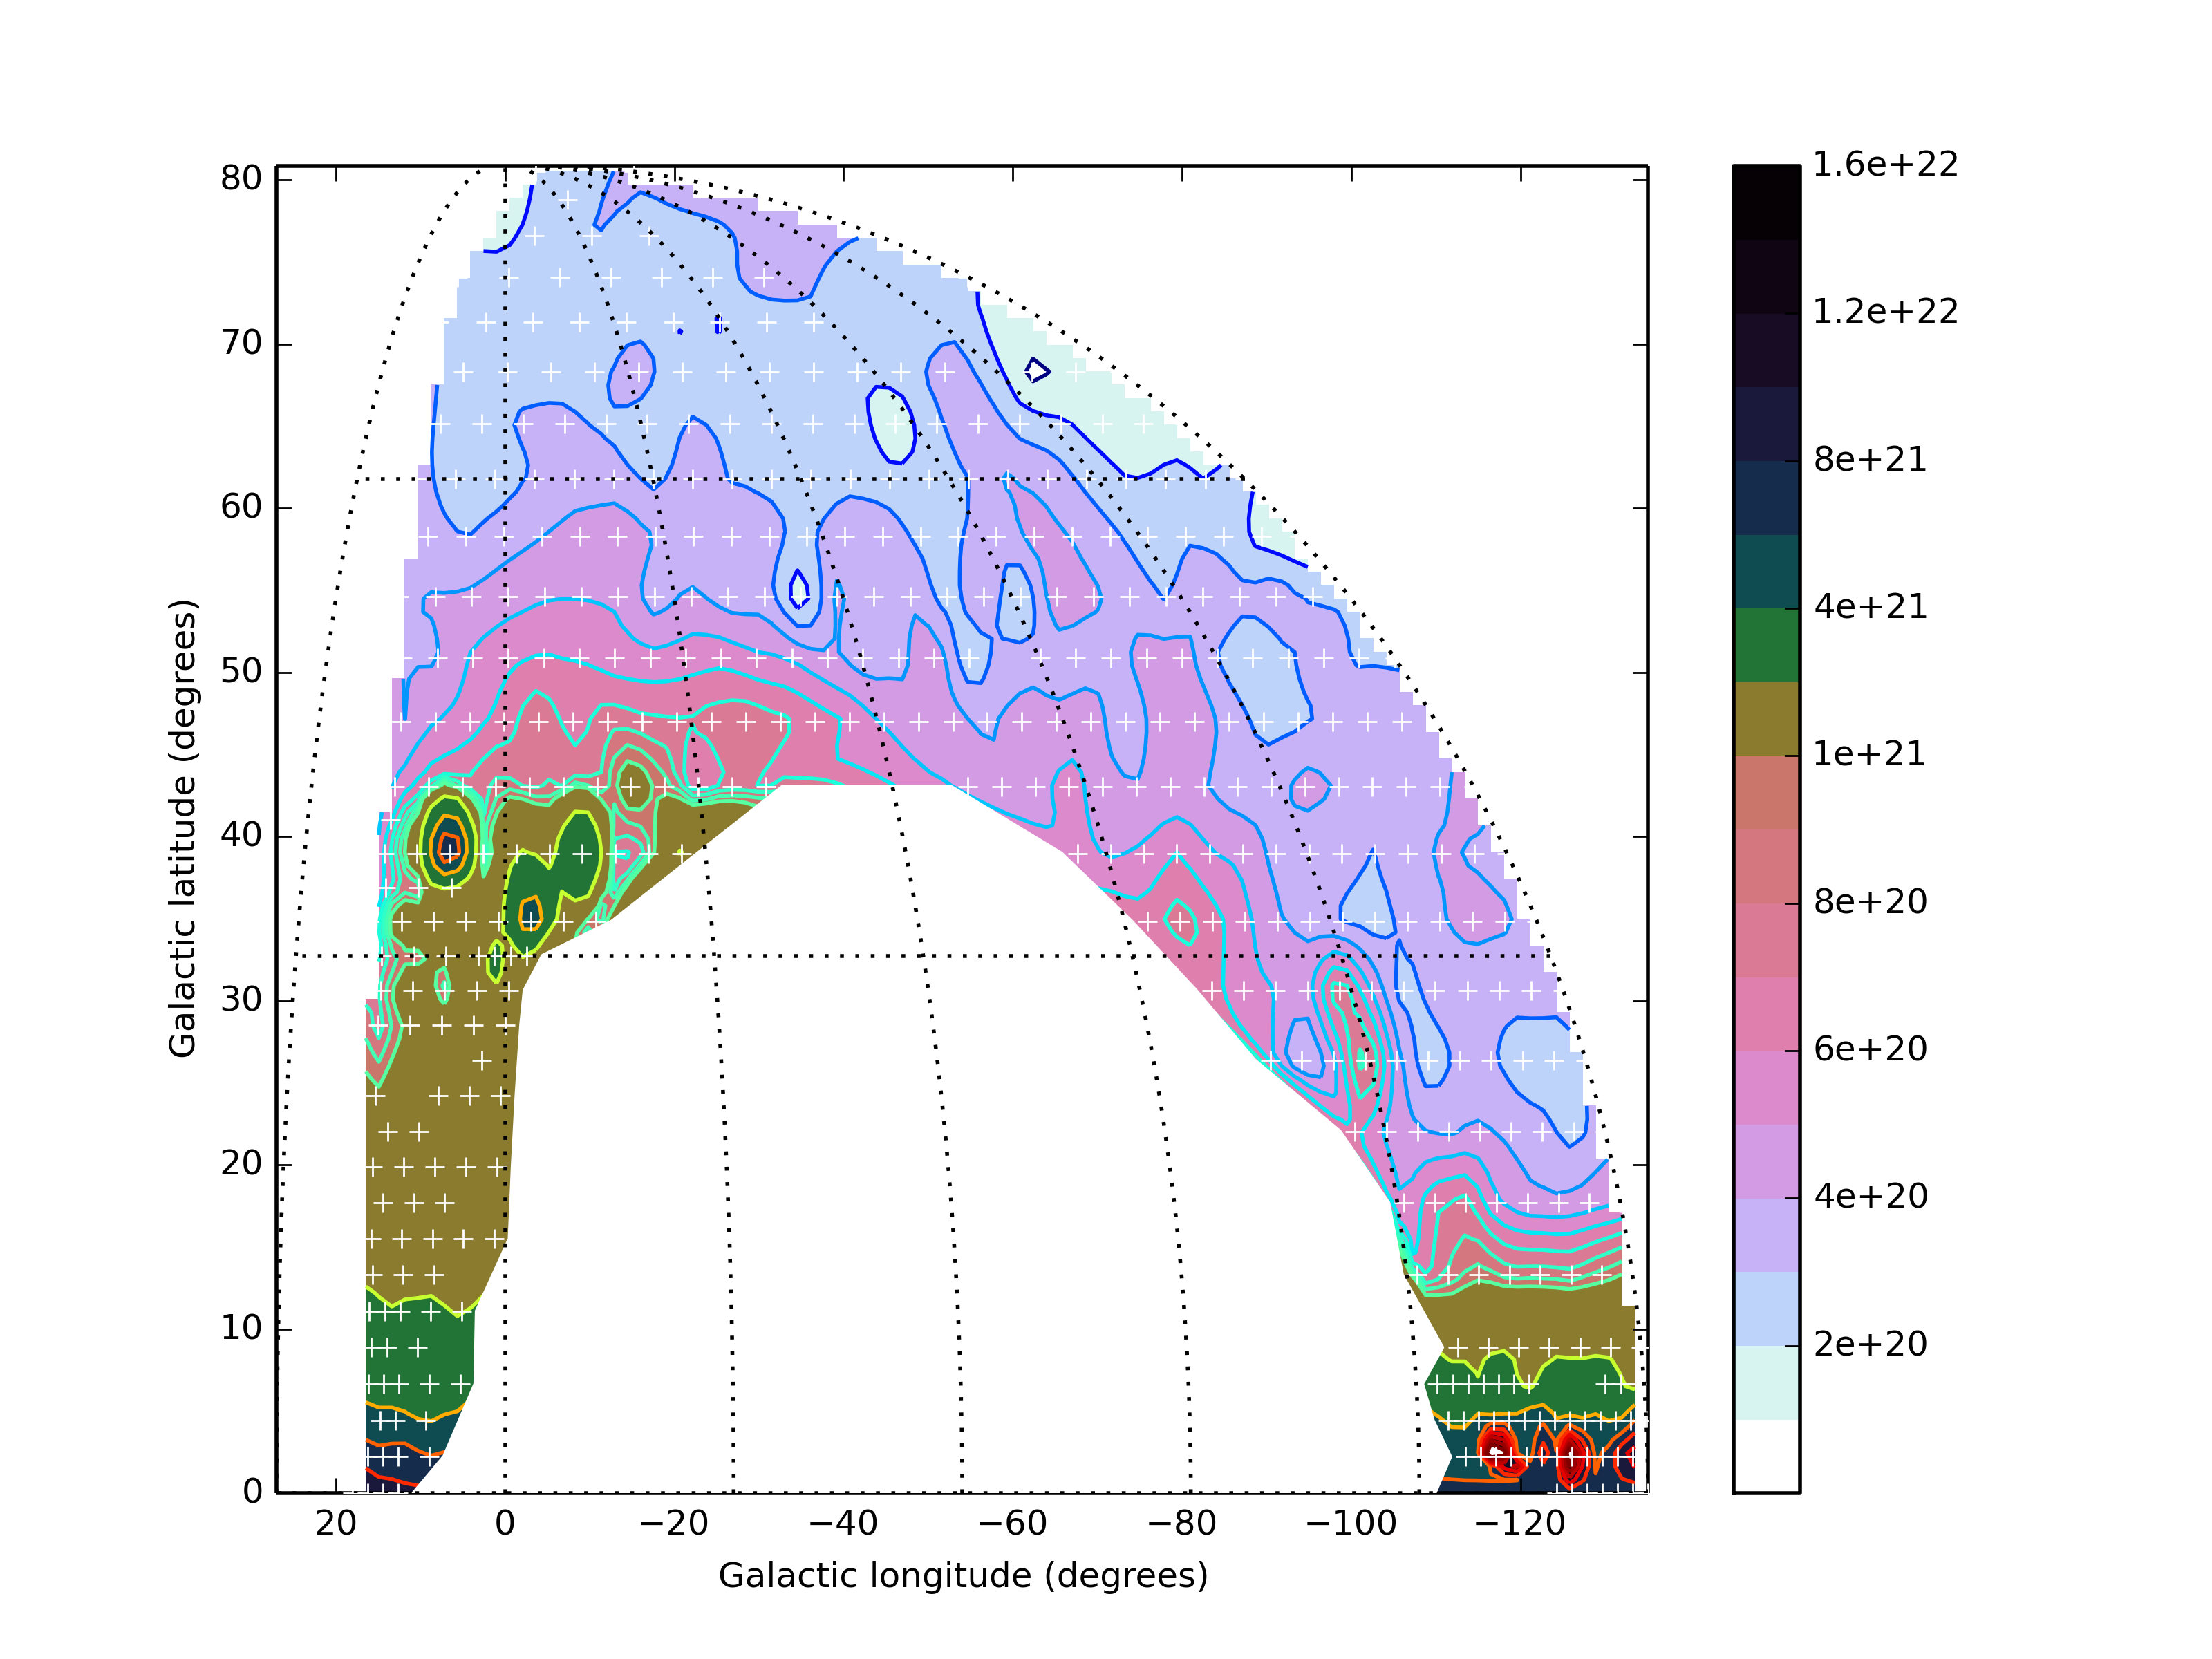 80
70
60
50
40
30
20
10
0
Galactic latitude (degrees)
20
0
−20
−40
−60
−80
−100
−120
Galactic longitude (degrees)
1.6e+22
1.2e+22
8e+21
4e+21
1e+21
8e+20
6e+20
4e+20
2e+20